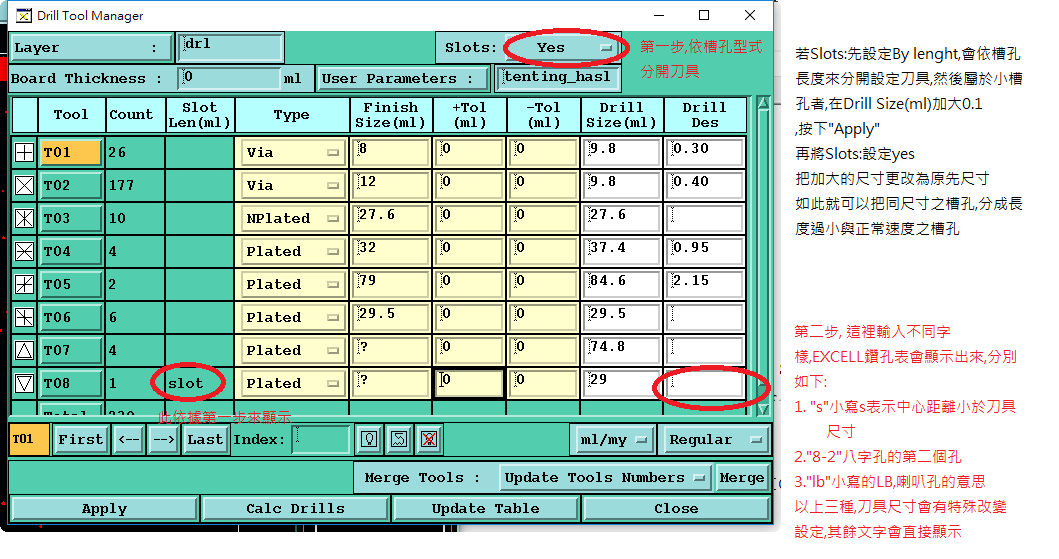 Drill Tool Manager
Layer : drl Slots: Yes
Board Thickness : 0 ml User Parameters : tenting_hasl
Tool Count Slot Len(ml) Type Finish Size(ml) +Tol (ml) -Tol (ml) Drill Size(ml) Drill Des
T01 26 Via 8 0 0 9.8 0.30
T02 177 Via 12 0 0 9.8 0.40
T03 10 NPlated 27.6 0 0 27.6
T04 4 Plated 32 0 0 37.4 0.95
T05 2 Plated 79 0 0 84.6 2.15
T06 6 Plated 29.5 0 0 29.5
T07 4 Plated ? 0 0 74.8
T08 1 slot Plated ? 0 0 29
此依據第一步來顯示
T01 First <-- --> Last Index: ml/my Regular
Merge Tools : Update Tools Numbers Merge
Apply Calc Drills Update Table Close
第一步,依槽孔型式
分開刀具
若Slots:先設定By lenght,會依槽孔
長度來分開設定刀具,然後屬於小槽
孔者,在Drill Size(ml)加大0.1
,按下"Apply"
再將Slots:設定yes
把加大的尺寸更改為原先尺寸
如此就可以把同尺寸之槽孔,分成長
度過小與正常速度之槽孔
第二步, 這裡輸入不同字
樣,EXCELL鑽孔表會顯示出來,分別
如下:
1. "s"小寫s表示中心距離小於刀具
尺寸
2."8-2"八字孔的第二個孔
3."lb"小寫的LB,喇叭孔的意思
以上三種,刀具尺寸會有特殊改變
設定,其餘文字會直接顯示